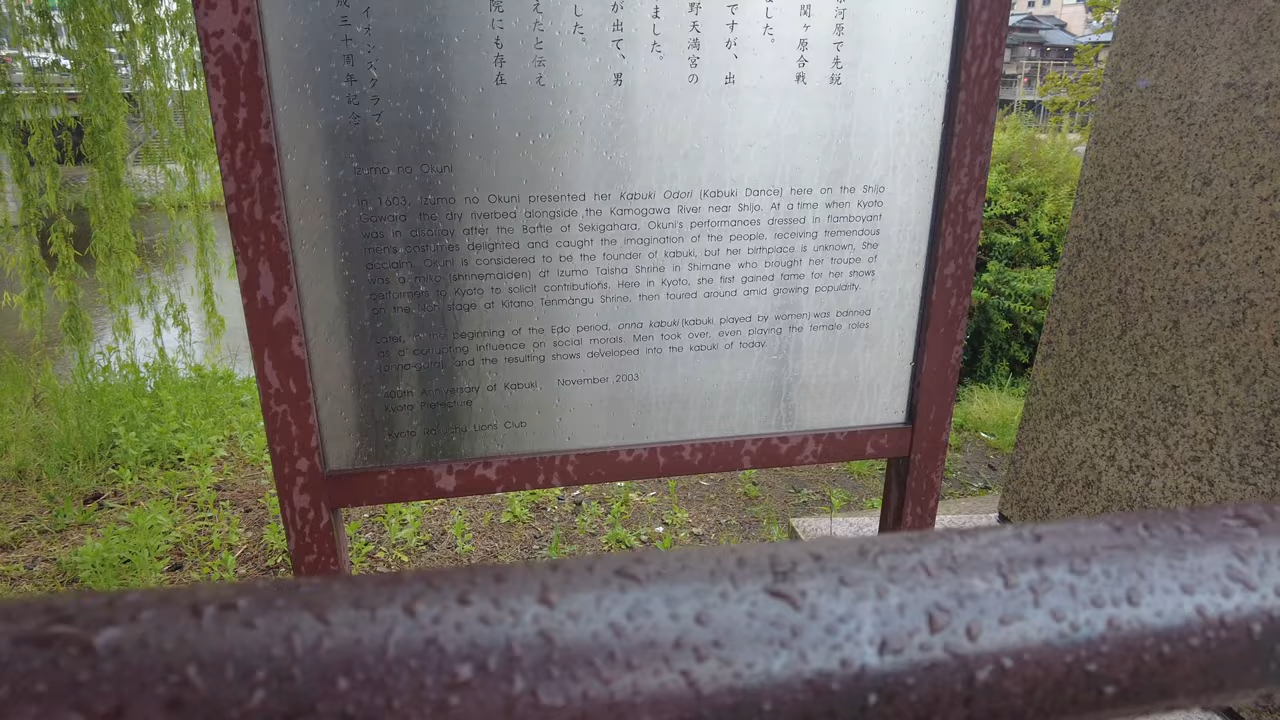 京河原で先鋭
関ヶ原合戦
ました。
ですが、出
野天満宮の
ました。
が出て、男
した。
えたと伝え
院にも存在
イオンズクラブ
成三十周年記念
Izumo no Okuni
In 1603, Izumo no Okuni presented her Kabuki Odori (Kabuki Dance) here on the Shijo
Gawara, the dry riverbed alongside the Kamogawa River near Shijo. At a time when Kyoto
was in disarray after the Battle of Sekigahara, Okuni's performances dressed in flamboyant
men's costumes delighted and caught the imagination of the people, receiving tremendous
acclaim. Okuni is considered to be the founder of kabuki, but her birthplace is unknown. She
was a miko (shrinemaiden) at Izumo Taisha Shrine in Shimane who brought her troupe of
performers to Kyoto to solicit contributions. Here in Kyoto, she first gained fame for her shows
on the Noh stage at Kitano Tenmangu Shrine, then toured around amid growing popularity.
Later, in the beginning of the Edo period, onna kabuki (kabuki played by women) was banned
as a corrupting influence on social morals. Men took over, even playing the female roles
(onna-gata), and the resulting shows developed into the kabuki of today.
400th Anniversary of Kabuki, November, 2003
Kyoto Prefecture
Kyoto Rakuchu Lions Club